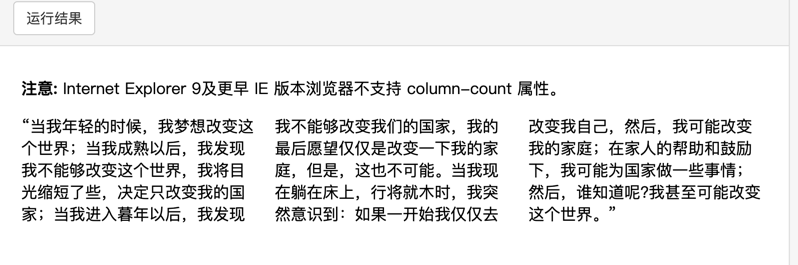 运行结果
注意: Internet Explorer 9及更早 IE 版本浏览器不支持 column-count 属性。
“当我年轻的时候，我梦想改变这
个世界；当我成熟以后，我发现
我不能够改变这个世界，我将目
光缩短了些，决定只改变我的国
家；当我进入暮年以后，我发现
我不能够改变我们的国家，我的
最后愿望仅仅是改变一下我的家
庭，但是，这也不可能。当我现
在躺在床上，行将就木时，我突
然意识到：如果一开始我仅仅去
改变我自己，然后，我可能改变
我的家庭；在家人的帮助和鼓励
下，我可能为国家做一些事情；
然后，谁知道呢?我甚至可能改变
这个世界。”